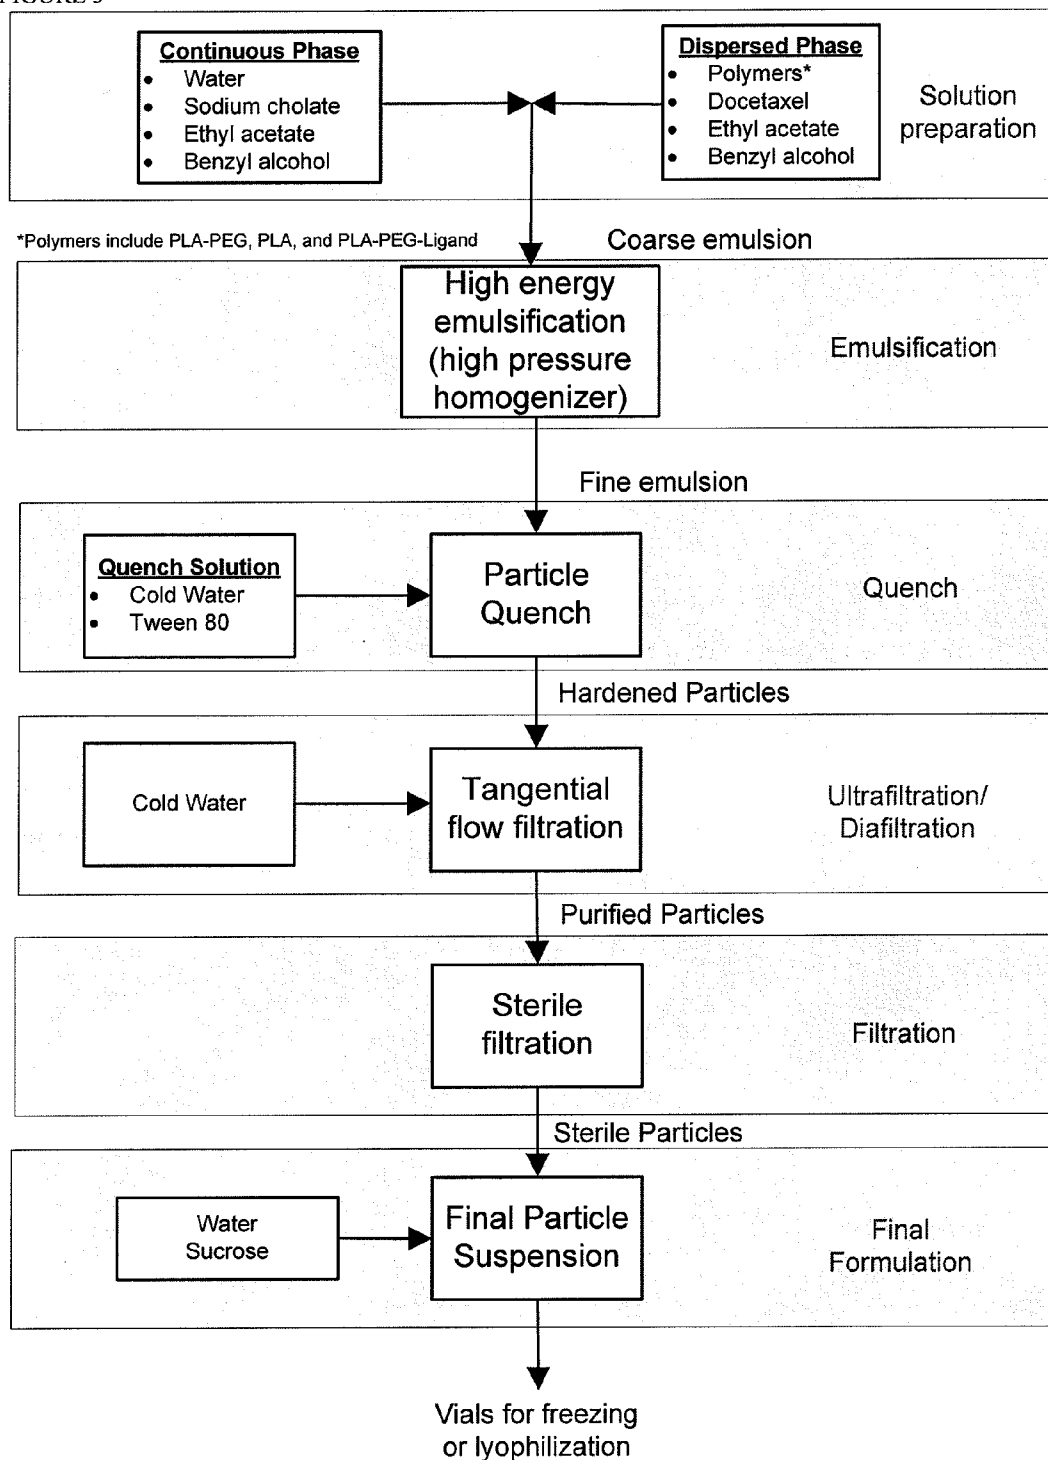 Continuous Phase
• Water
• Sodium cholate
• Ethyl acetate
• Benzyl alcohol
Dispersed Phase
• Polymers*
• Docetaxel
• Ethyl acetate
• Benzyl alcohol
Solution
preparation
*Polymers include PLA-PEG, PLA, and PLA-PEG-Ligand
Coarse emulsion
High energy
emulsification
(high pressure
homogenizer)
Emulsification
Fine emulsion
Quench Solution
• Cold Water
• Tween 80
Particle
Quench
Quench
Hardened Particles
Cold Water
Tangential
flow filtration
Ultrafiltration/
Diafiltration
Purified Particles
Sterile
filtration
Filtration
Sterile Particles
Water
Sucrose
Final Particle
Suspension
Final
Formulation
Vials for freezing
or lyophilization